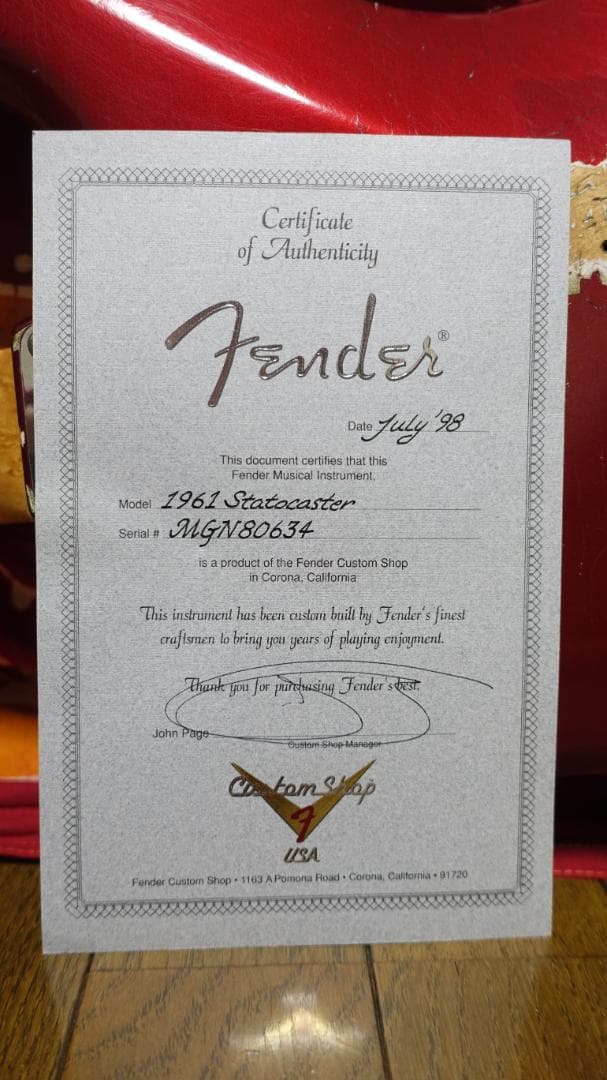 Certificate
of Authenticity
Fender®
Date July '98
This document certifies that this
Fender Musical Instrument,
Model 1961 Statocaster
Serial # MGN80634
is a product of the Fender Custom Shop
in Corona, California
This instrument has been custom built by Fender's finest
craftsmen to bring you years of playing enjoyment.
Thank you for purchasing Fender's best.
John Page
Custom Shop Manager
Custom Shop
F
USA
Fender Custom Shop • 1163 A Pomona Road • Corona, California • 91720